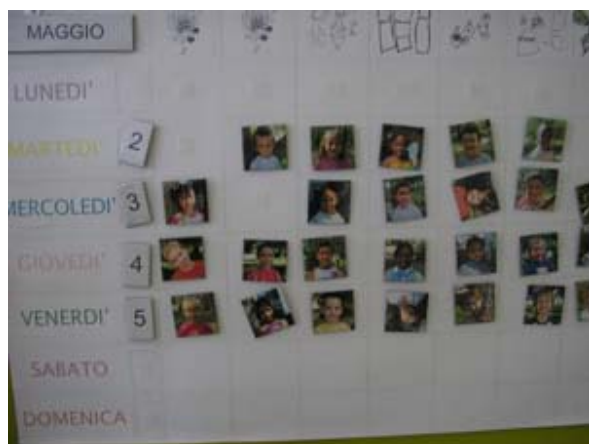 MAGGIO
LUNEDI'
MARTEDI' 2
MERCOLEDI' 3
GIOVEDI' 4
VENERDI' 5
SABATO
DOMENICA